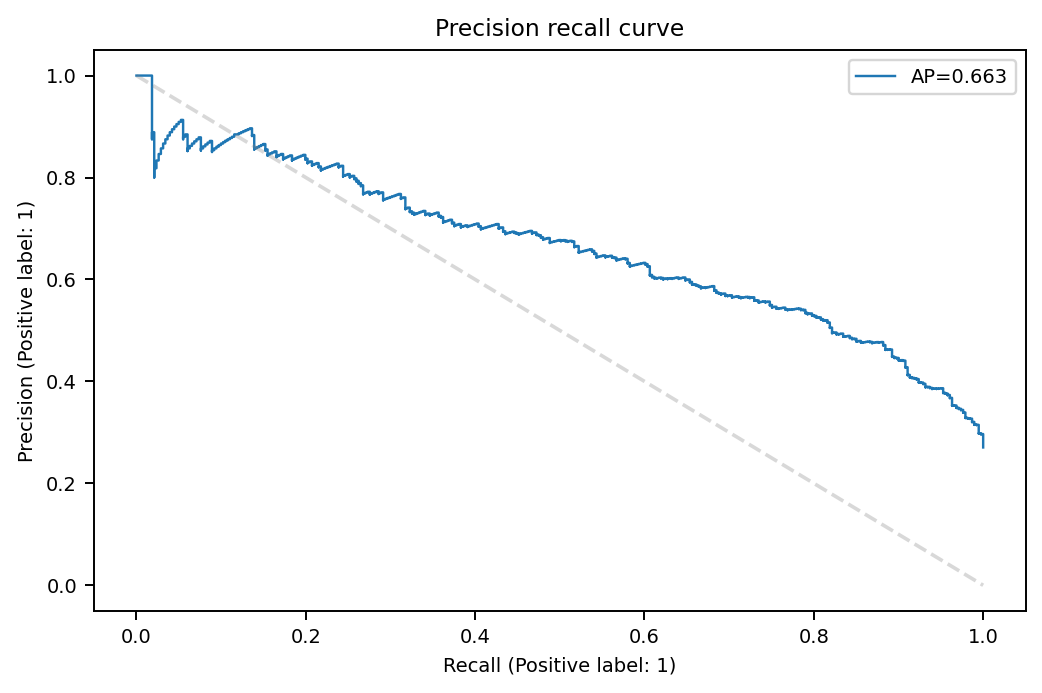 Precision recall curve
AP=0.663
Precision (Positive label: 1)
1.0
0.8
0.6
0.4
0.2
0.0
0.0 0.2 0.4 0.6 0.8 1.0
Recall (Positive label: 1)